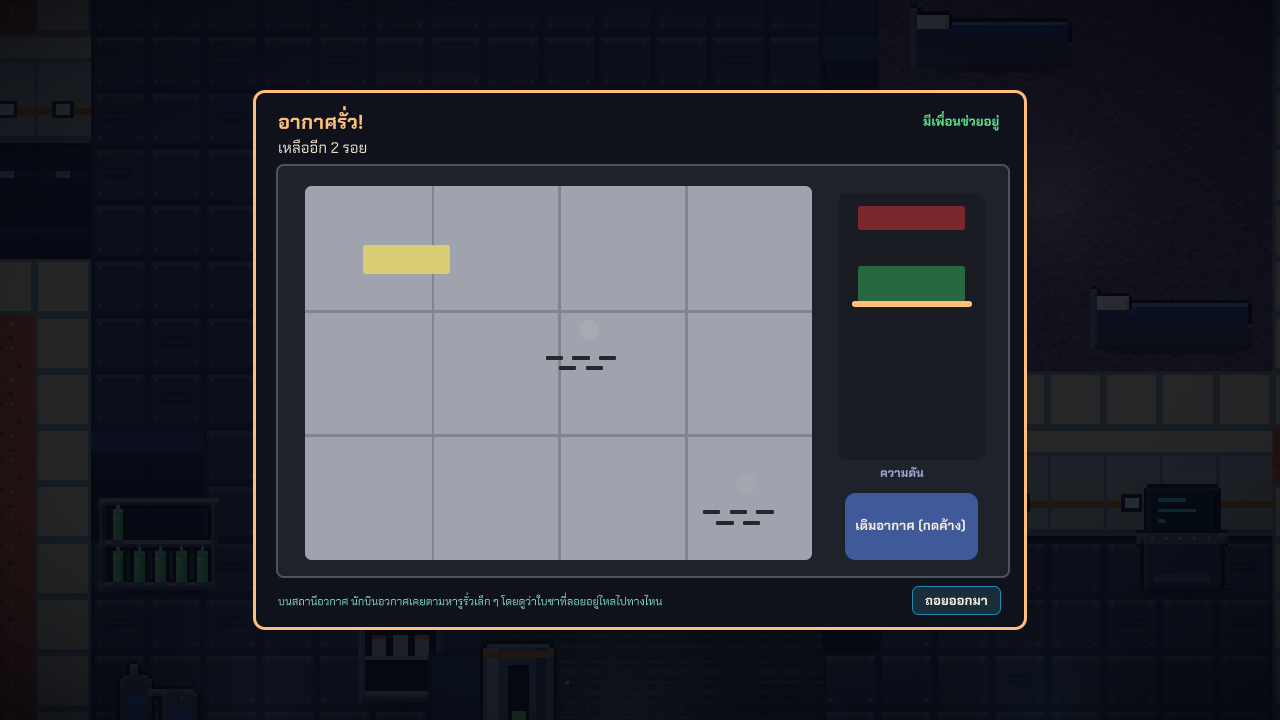 อากาศรั่ว!
มีเพื่อนช่วยอยู่
เหลืออีก 2 รอย
ความดัน
เติมอากาศ (กดค้าง)
บนสถานีอวกาศ นักบินอวกาศเคยตามหารูรั่วเล็ก ๆ โดยดูว่าใบชาที่ลอยอยู่ไหลไปทางไหน
ถอยออกมา